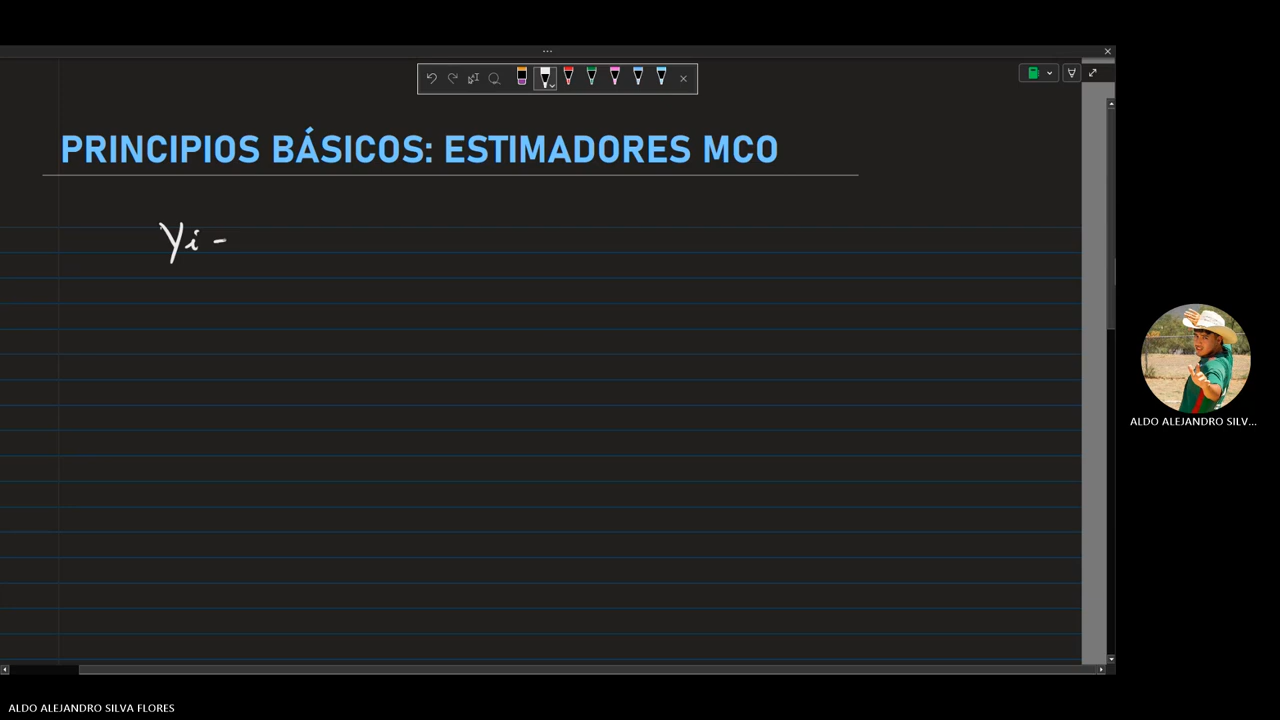 PRINCIPIOS BÁSICOS: ESTIMADORES MCO
Yi -
ALDO ALEJANDRO SILV...
ALDO ALEJANDRO SILVA FLORES